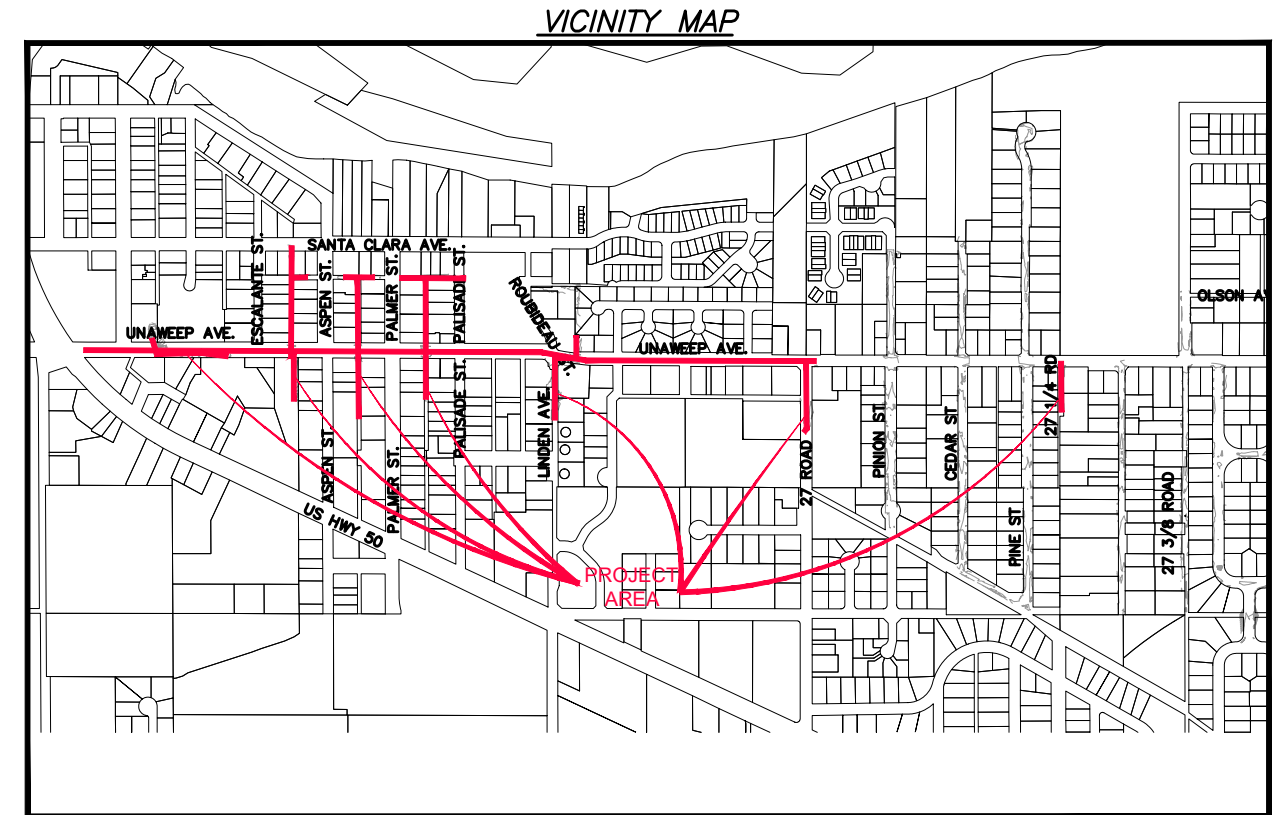 VICINITY MAP
SANTA CLARA AVE.
ESCALANTE ST.
ASPEN ST.
PALMER ST.
PALISADE ST.
ROUBIDEAU ST.
OLSON A
UNAWEEP AVE.
UNAWEEP AVE.
ASPEN ST.
PALMER ST.
PALISADE ST.
LINDEN AVE.
27 ROAD
PINION ST
CEDAR ST
PINE ST
27 1/4 RD
27 3/8 ROAD
US HWY 50
PROJECT
AREA